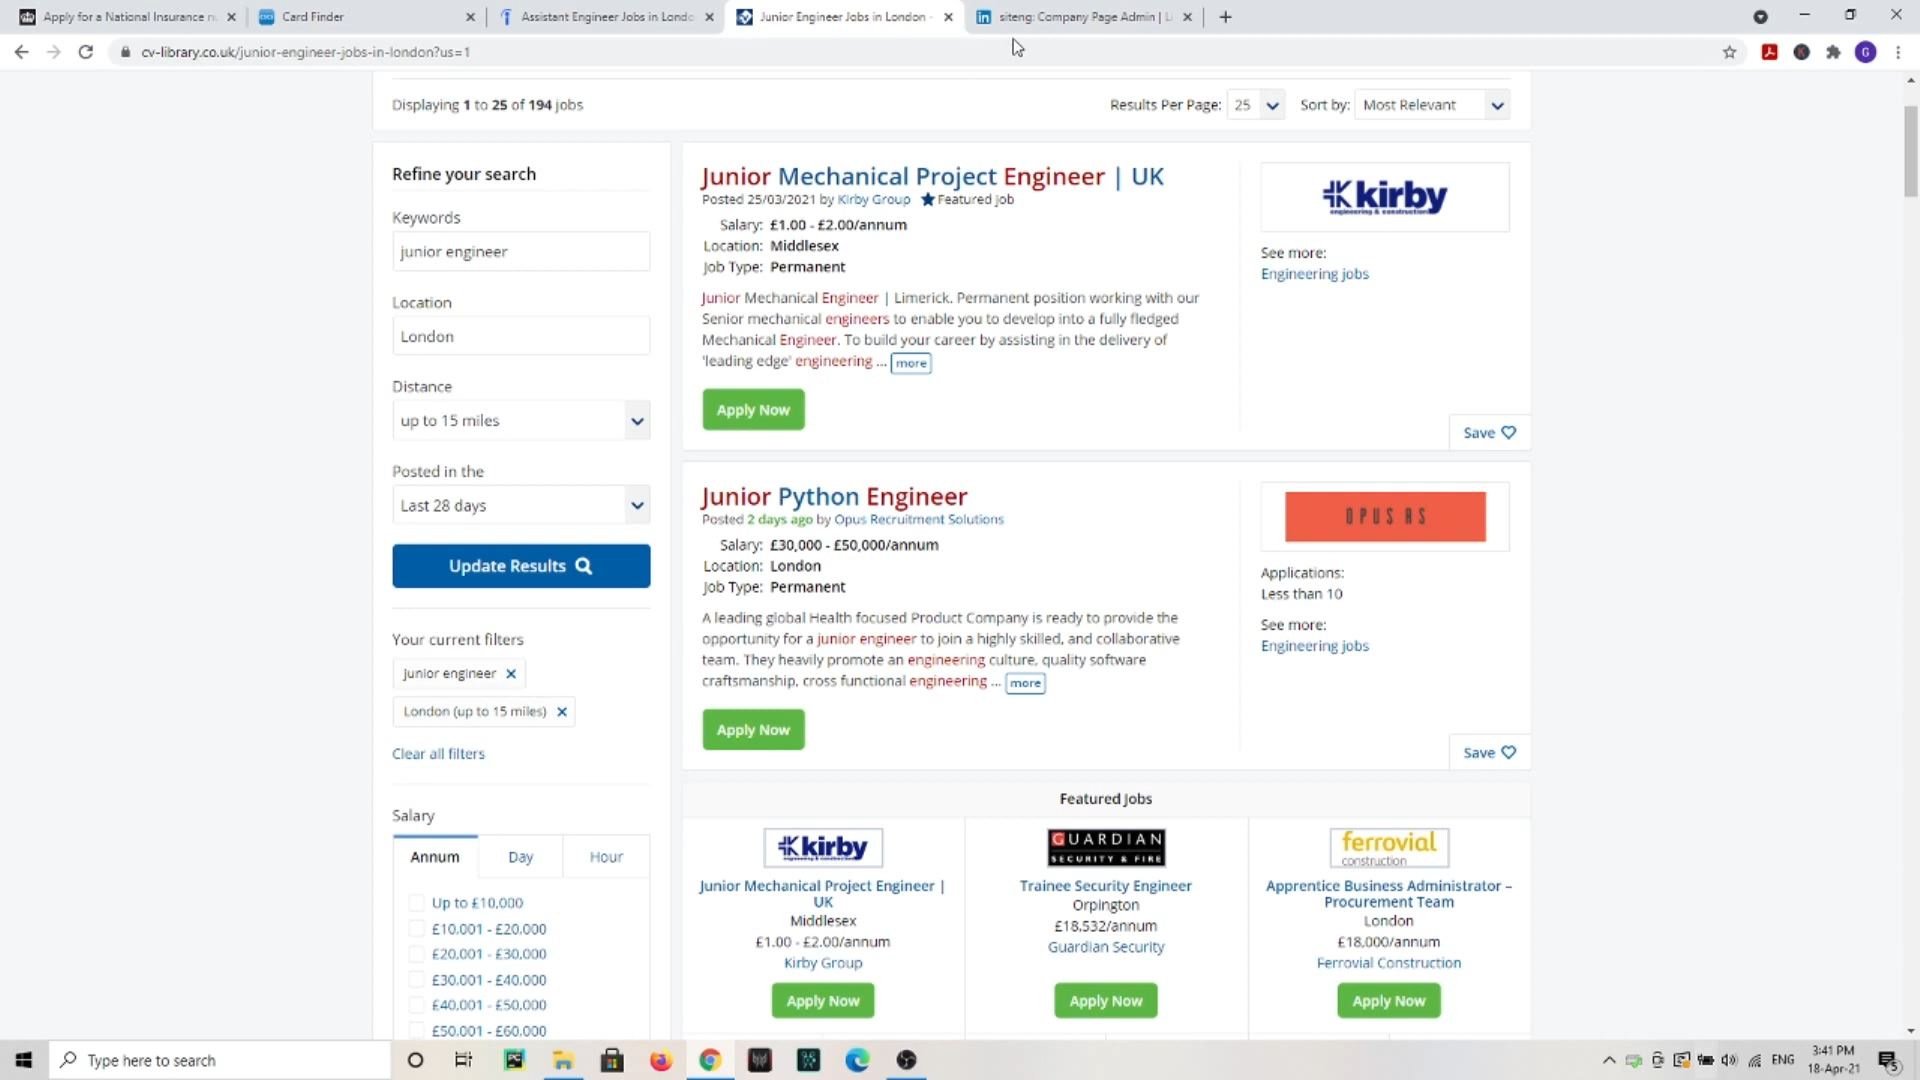 Apply for a National Insurance n
Card Finder
Assistant Engineer Jobs in Londo
Junior Engineer Jobs in London -
siteng: Company Page Admin | Li
cv-library.co.uk/junior-engineer-jobs-in-london?us=1
G
Displaying 1 to 25 of 194 jobs
Results Per Page: 25
Sort by: Most Relevant
Refine your search
Keywords
junior engineer
Location
London
Distance
up to 15 miles
Posted in the
Last 28 days
Update Results
Your current filters
Junior engineer
London (up to 15 miles)
Clear all filters
Salary
Annum Day Hour
Up to £10,000
£10,001 - £20,000
£20,001 - £30,000
£30,001 - £40,000
£40,001 - £50,000
£50,001 - £60,000
Junior Mechanical Project Engineer | UK
Posted 25/03/2021 by Kirby Group Featured Job
Salary: £1.00 - £2.00/annum
Location: Middlesex
Job Type: Permanent
Junior Mechanical Engineer | Limerick. Permanent position working with our
Senior mechanical engineers to enable you to develop into a fully fledged
Mechanical Engineer. To build your career by assisting in the delivery of
'leading edge' engineering ... more
Apply Now
kirby
engineering & construction
See more:
Engineering jobs
Save
Junior Python Engineer
Posted 2 days ago by Opus Recruitment Solutions
Salary: £30,000 - £50,000/annum
Location: London
Job Type: Permanent
A leading global Health focused Product Company is ready to provide the
opportunity for a junior engineer to join a highly skilled, and collaborative
team. They heavily promote an engineering culture, quality software
craftsmanship, cross functional engineering ... more
Apply Now
OPUS RS
Applications:
Less than 10
See more:
Engineering jobs
Save
Featured Jobs
kirby
engineering & construction
Junior Mechanical Project Engineer |
UK
Middlesex
£1.00 - £2.00/annum
Kirby Group
Apply Now
GUARDIAN
SECURITY & FIRE
Trainee Security Engineer
Orpington
£18,532/annum
Guardian Security
Apply Now
ferrovial
construction
Apprentice Business Administrator –
Procurement Team
London
£18,000/annum
Ferrovial Construction
Apply Now
Type here to search
ENG
3:41 PM
18-Apr-21
5